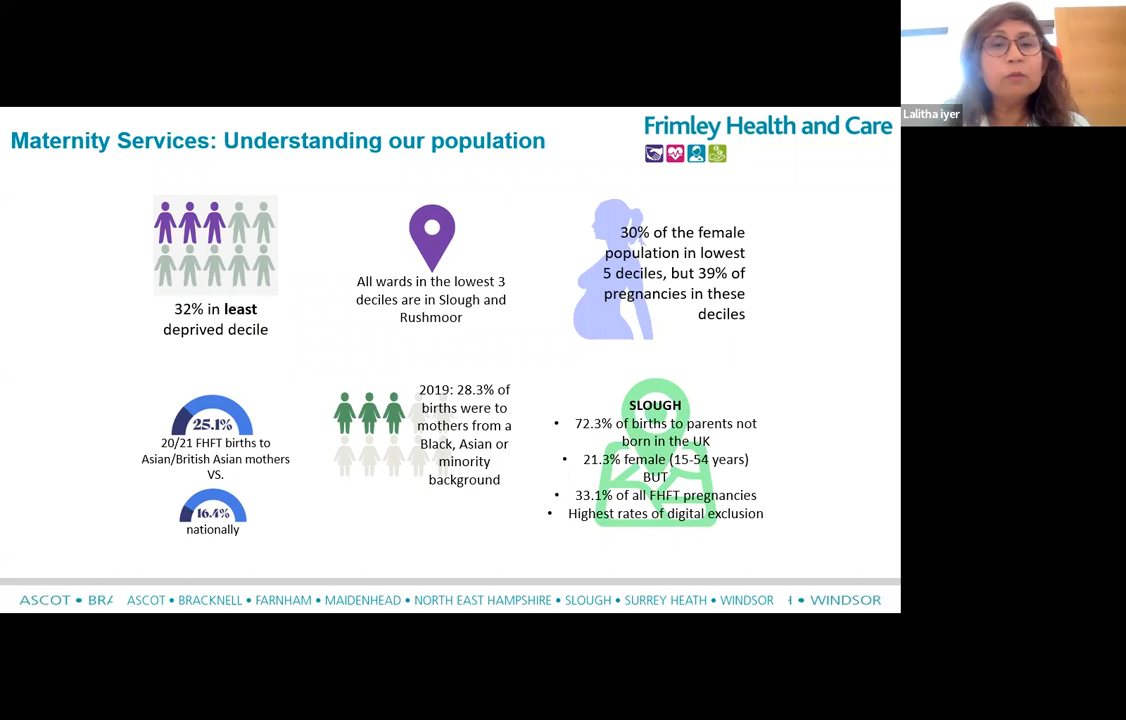 Lalitha iyer
Maternity Services: Understanding our population
Frimley Health and Care
32% in least
deprived decile
All wards in the lowest 3
deciles are in Slough and
Rushmoor
30% of the female
population in lowest
5 deciles, but 39% of
pregnancies in these
deciles
25.1%
20/21 FHFT births to
Asian/British Asian mothers
VS.
16.4%
nationally
2019: 28.3% of
births were to
mothers from a
Black, Asian or
minority
background
SLOUGH
• 72.3% of births to parents not
born in the UK
• 21.3% female (15-54 years)
BUT
• 33.1% of all FHFT pregnancies
• Highest rates of digital exclusion
ASCOT • BRA ASCOT • BRACKNELL • FARNHAM • MAIDENHEAD • NORTH EAST HAMPSHIRE • SLOUGH • SURREY HEATH • WINDSOR H • WINDSOR